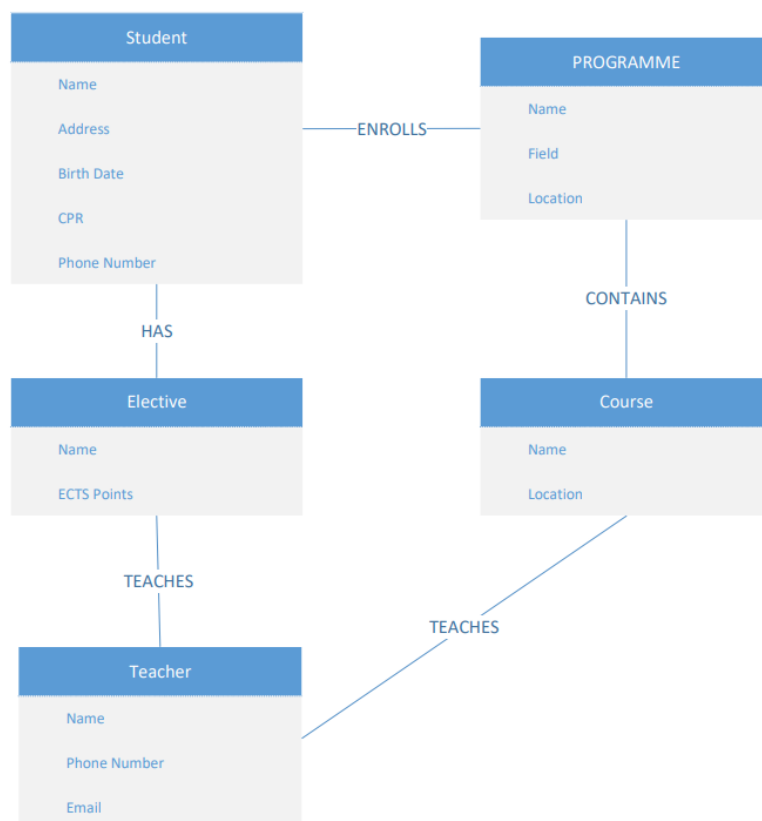 Student
Name
Address
Birth Date
CPR
Phone Number
ENROLLS
PROGRAMME
Name
Field
Location
HAS
CONTAINS
Elective
Name
ECTS Points
Course
Name
Location
TEACHES
TEACHES
Teacher
Name
Phone Number
Email